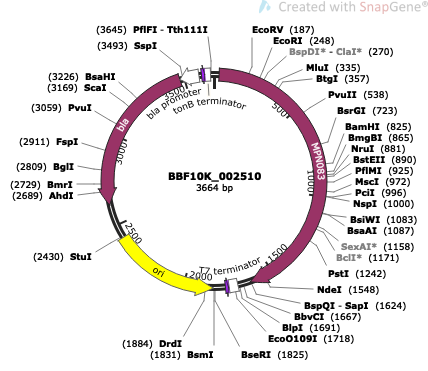 Created with SnapGene®
(3645) PflFI - Tth111I
(3493) SspI
(3226) BsaHI
(3169) ScaI
(3059) PvuI
(2911) FspI
(2809) BglI
(2729) BmrI
(2689) AhdI
(2430) StuI
(1884) DrdI
(1831) BsmI
EcoRV (187)
EcoRI (248)
BspDI* - ClaI* (270)
MluI (335)
BtgI (357)
PvuII (538)
BsrGI (723)
BamHI (825)
BmgBI (865)
NruI (881)
BstEII (890)
PflMI (925)
MscI (972)
PciI (996)
NspI (1000)
BsiWI (1083)
BsaAI (1087)
SexAI* (1158)
BclI* (1171)
PstI (1242)
NdeI (1548)
BspQI - SapI (1624)
BbvCI (1667)
BlpI (1691)
EcoO109I (1718)
BseRI (1825)
bla promoter
tonB terminator
bla
MPN083
T7 terminator
ori
500
1000
1500
2000
2500
3000
3500
BBF10K_002510
3664 bp